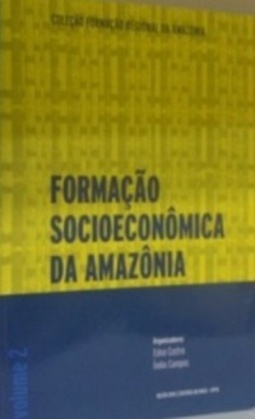 COLEÇÃO FORMAÇÃO REGIONAL DA AMAZÔNIA
FORMAÇÃO
SOCIOECONÔMICA
DA AMAZÔNIA
Organizadores
Edna Castro
Índio Campos
volume 2